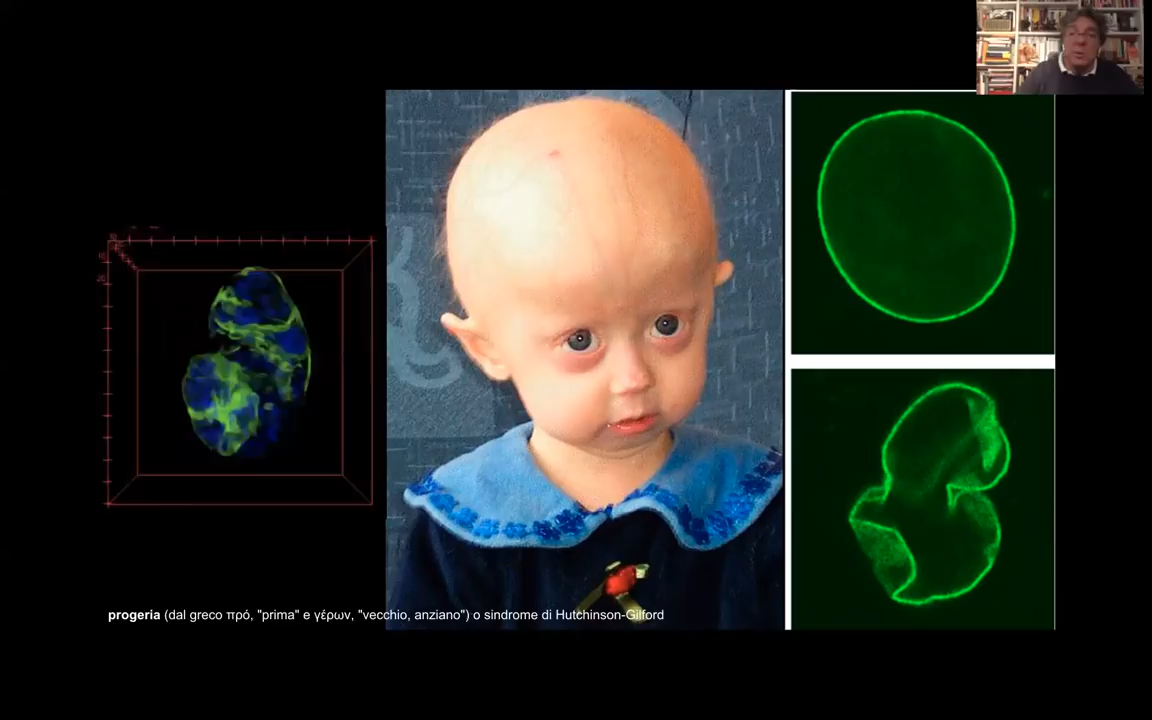 progeria (dal greco πρό, "prima" e γέρων, "vecchio, anziano") o sindrome di Hutchinson-Gilford